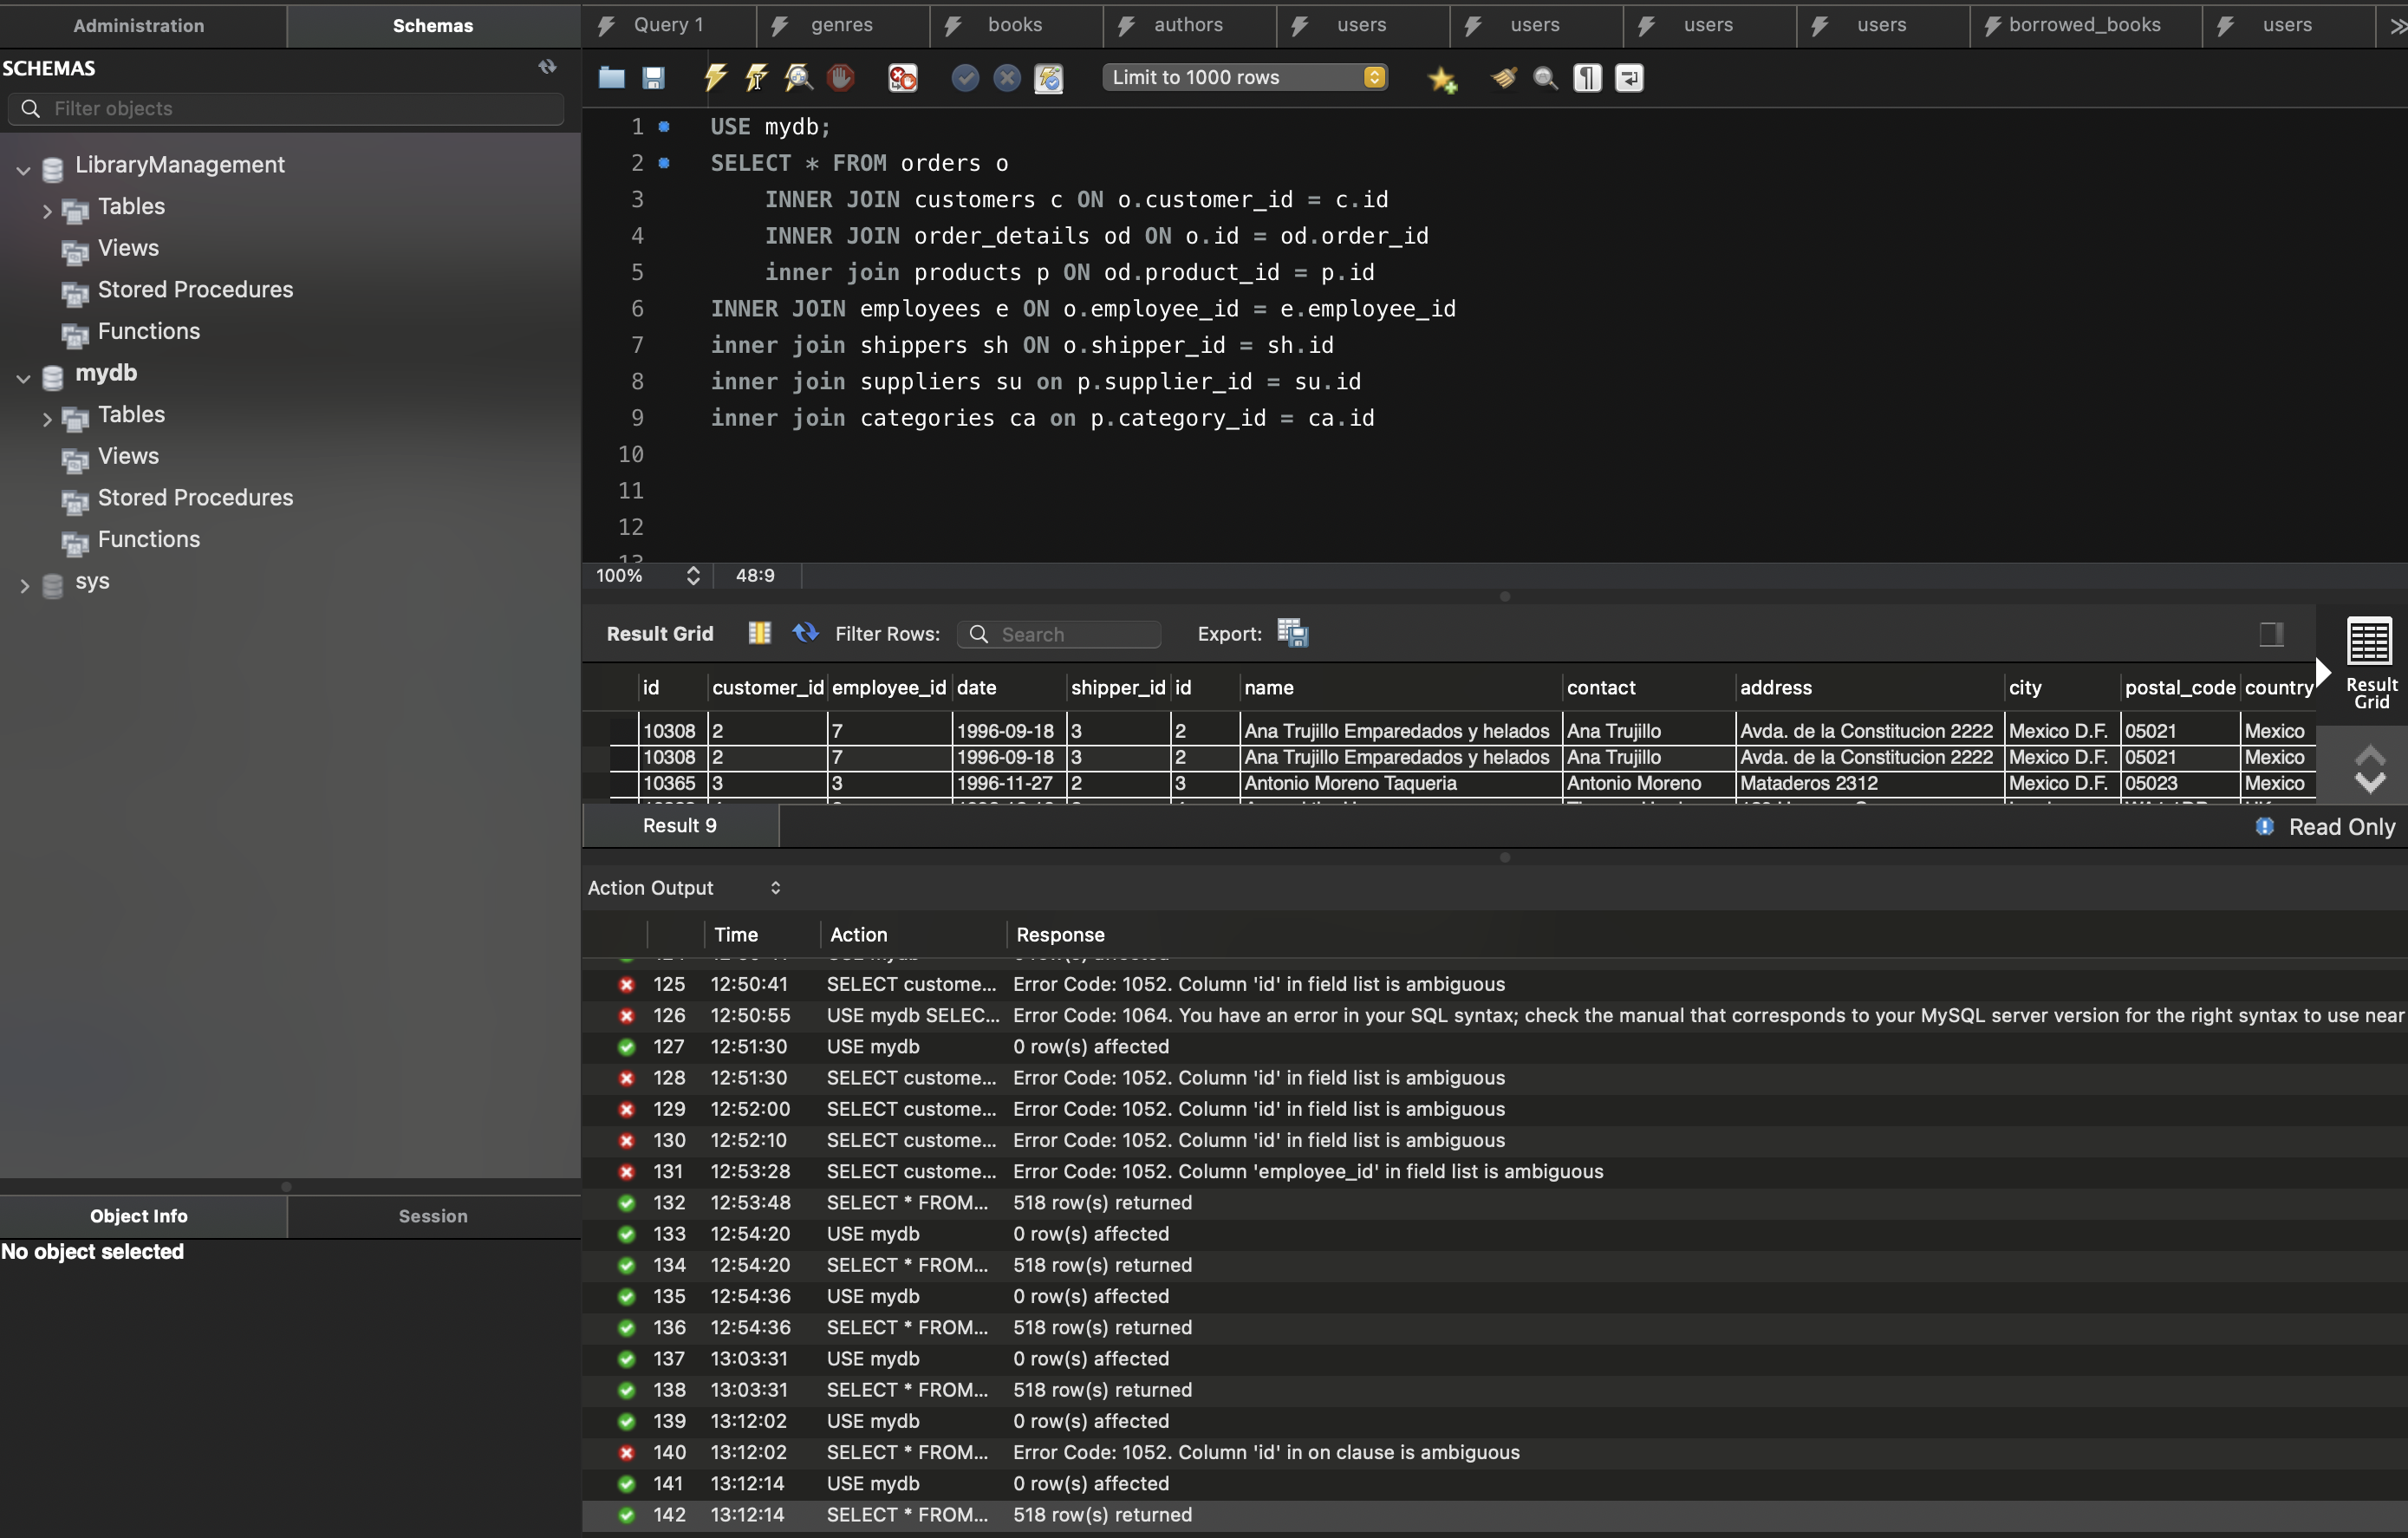 Administration
Schemas
Query 1
genres
books
authors
users
users
users
users
borrowed_books
users
SCHEMAS
Filter objects
LibraryManagement
Tables
Views
Stored Procedures
Functions
mydb
Tables
Views
Stored Procedures
Functions
sys
Object Info
Session
No object selected
Limit to 1000 rows
1 USE mydb;
2 SELECT * FROM orders o
3 INNER JOIN customers c ON o.customer_id = c.id
4 INNER JOIN order_details od ON o.id = od.order_id
5 inner join products p ON od.product_id = p.id
6 INNER JOIN employees e ON o.employee_id = e.employee_id
7 inner join shippers sh ON o.shipper_id = sh.id
8 inner join suppliers su on p.supplier_id = su.id
9 inner join categories ca on p.category_id = ca.id
10
11
12
13
100% 48:9
Result Grid Filter Rows: Search Export:
Result
Grid
id customer_id employee_id date shipper_id id name contact address city postal_code country
10308 2 7 1996-09-18 3 2 Ana Trujillo Emparedados y helados Ana Trujillo Avda. de la Constitucion 2222 Mexico D.F. 05021 Mexico
10308 2 7 1996-09-18 3 2 Ana Trujillo Emparedados y helados Ana Trujillo Avda. de la Constitucion 2222 Mexico D.F. 05021 Mexico
10365 3 3 1996-11-27 2 3 Antonio Moreno Taqueria Antonio Moreno Mataderos 2312 Mexico D.F. 05023 Mexico
Result 9 Read Only
Action Output
Time Action Response
125 12:50:41 SELECT custome... Error Code: 1052. Column 'id' in field list is ambiguous
126 12:50:55 USE mydb SELEC... Error Code: 1064. You have an error in your SQL syntax; check the manual that corresponds to your MySQL server version for the right syntax to use near
127 12:51:30 USE mydb 0 row(s) affected
128 12:51:30 SELECT custome... Error Code: 1052. Column 'id' in field list is ambiguous
129 12:52:00 SELECT custome... Error Code: 1052. Column 'id' in field list is ambiguous
130 12:52:10 SELECT custome... Error Code: 1052. Column 'id' in field list is ambiguous
131 12:53:28 SELECT custome... Error Code: 1052. Column 'employee_id' in field list is ambiguous
132 12:53:48 SELECT * FROM... 518 row(s) returned
133 12:54:20 USE mydb 0 row(s) affected
134 12:54:20 SELECT * FROM... 518 row(s) returned
135 12:54:36 USE mydb 0 row(s) affected
136 12:54:36 SELECT * FROM... 518 row(s) returned
137 13:03:31 USE mydb 0 row(s) affected
138 13:03:31 SELECT * FROM... 518 row(s) returned
139 13:12:02 USE mydb 0 row(s) affected
140 13:12:02 SELECT * FROM... Error Code: 1052. Column 'id' in on clause is ambiguous
141 13:12:14 USE mydb 0 row(s) affected
142 13:12:14 SELECT * FROM... 518 row(s) returned